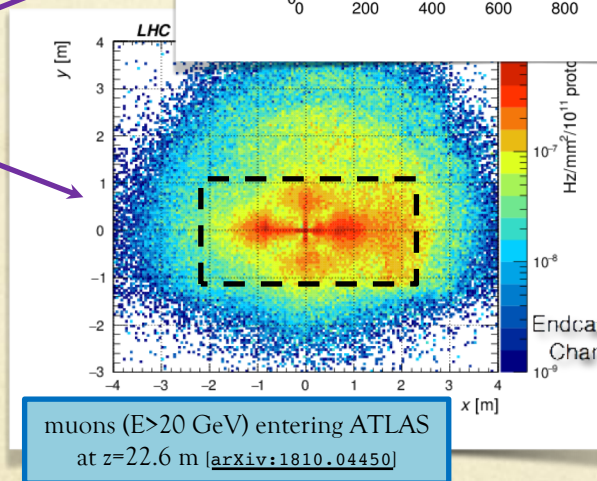 0 200 400 600 800
LHC
y [m]
4
3
2
1
0
−1
−2
−3
−4 −3 −2 −1 0 1 2 3 4
x [m]
10⁻⁷
10⁻⁸
10⁻⁹
Hz/mm²/10¹¹
Endca
Char
muons (E>20 GeV) entering ATLAS
at z=22.6 m [arXiv:1810.04450]